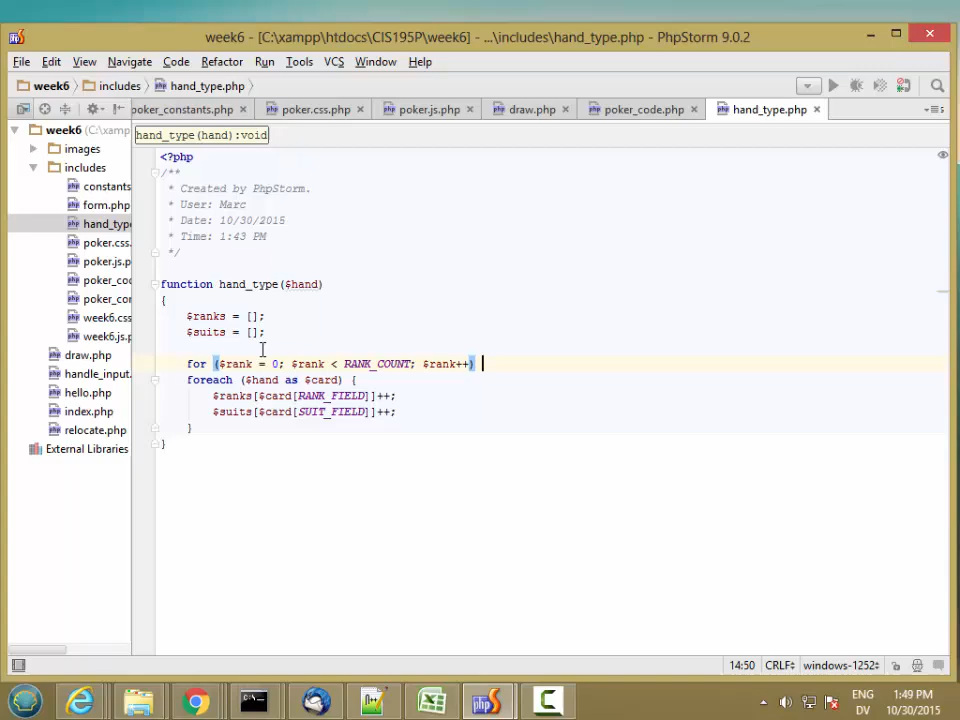 week6 - [C:\xampp\htdocs\CIS195P\week6] - ...\includes\hand_type.php - PhpStorm 9.0.2
File Edit View Navigate Code Refactor Run Tools VCS Window Help
week6 includes hand_type.php
poker_constants.php poker.css.php poker.js.php draw.php poker_code.php hand_type.php
week6 (C:\xamp
images
includes
constants
form.php
hand_type
poker.css.
poker.js.p
poker_coc
poker_cor
week6.css
week6.js.p
draw.php
handle_input.
hello.php
index.php
relocate.php
External Libraries
hand_type(hand):void
<?php
/**
* Created by PhpStorm.
* User: Marc
* Date: 10/30/2015
* Time: 1:43 PM
*/
function hand_type($hand)
{
$ranks = [];
$suits = [];
for ($rank = 0; $rank < RANK_COUNT; $rank++)
foreach ($hand as $card) {
$ranks[$card[RANK_FIELD]]++;
$suits[$card[SUIT_FIELD]]++;
}
}
14:50 CRLF windows-1252
ENG 1:49 PM
DV 10/30/2015